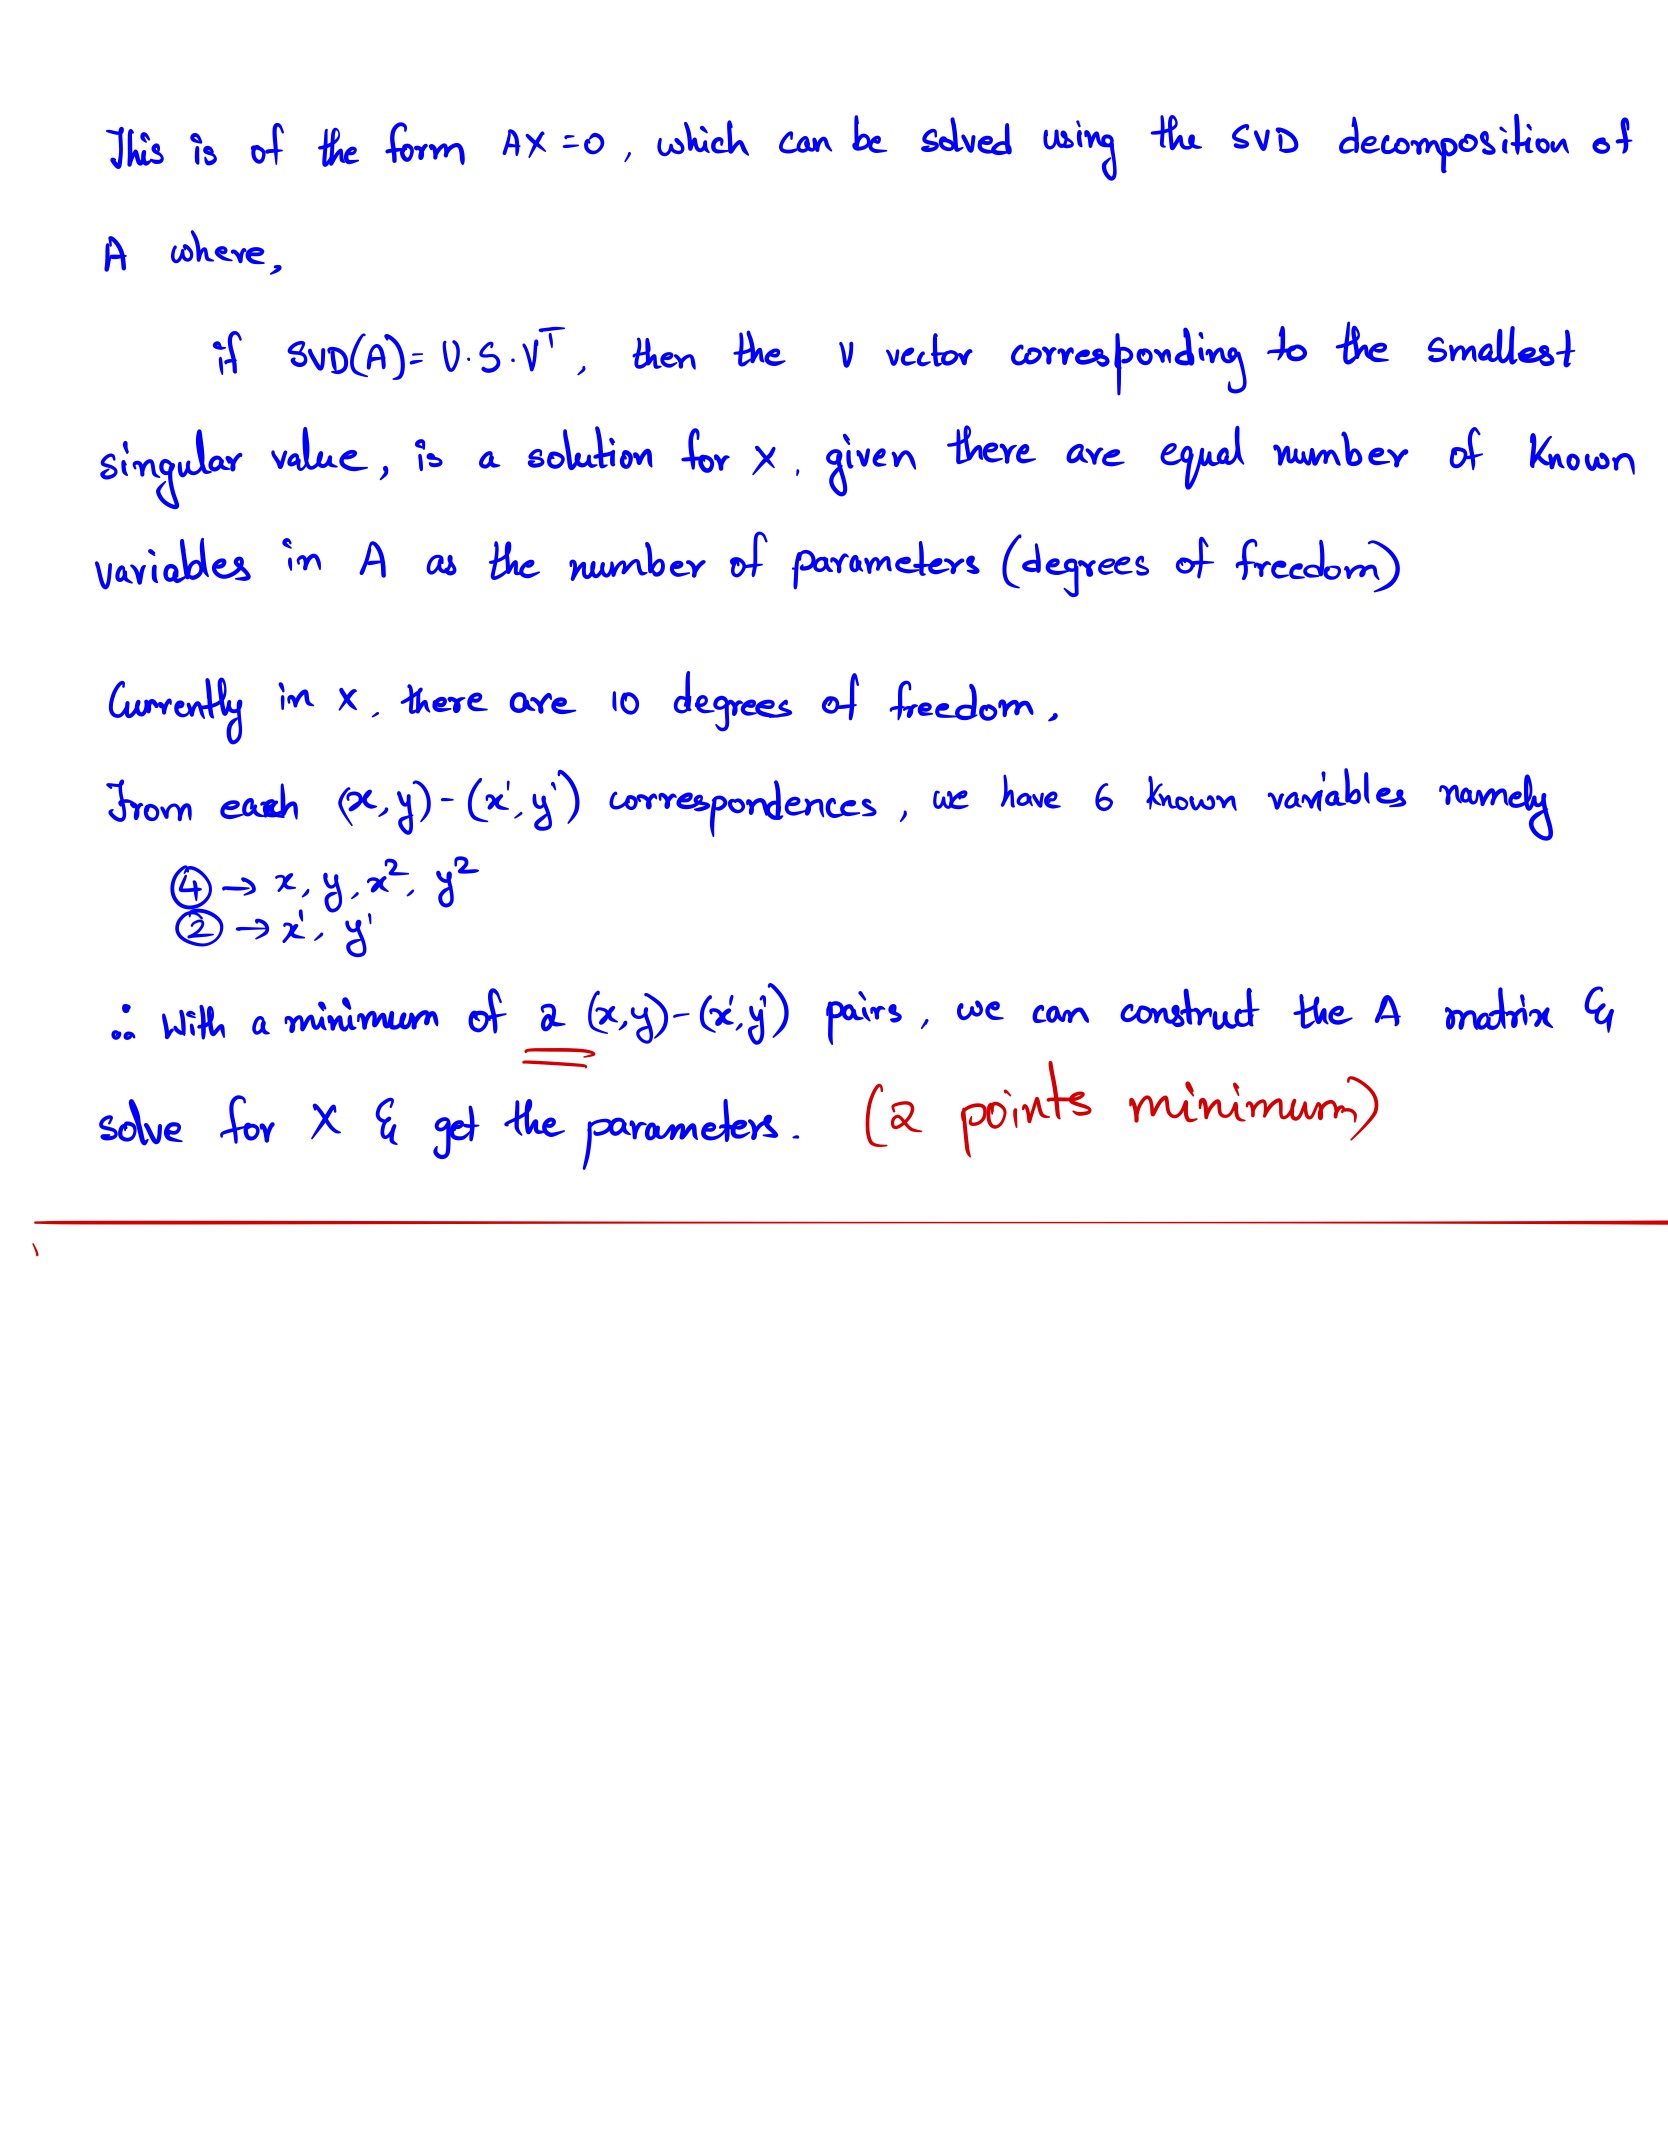 This is of the form AX = 0, which can be solved using the SVD decomposition of
A where,
if SVD(A) = U·S·Vᵀ, then the V vector corresponding to the smallest
singular value, is a solution for X, given there are equal number of known
variables in A as the number of parameters (degrees of freedom)
Currently in X, there are 10 degrees of freedom.
From each (x, y) - (x', y') correspondences, we have 6 known variables namely
④ → x, y, x², y²
② → x', y'
∴ With a minimum of 2 (x, y) - (x', y') pairs, we can construct the A matrix &
solve for X & get the parameters. (2 points minimum)